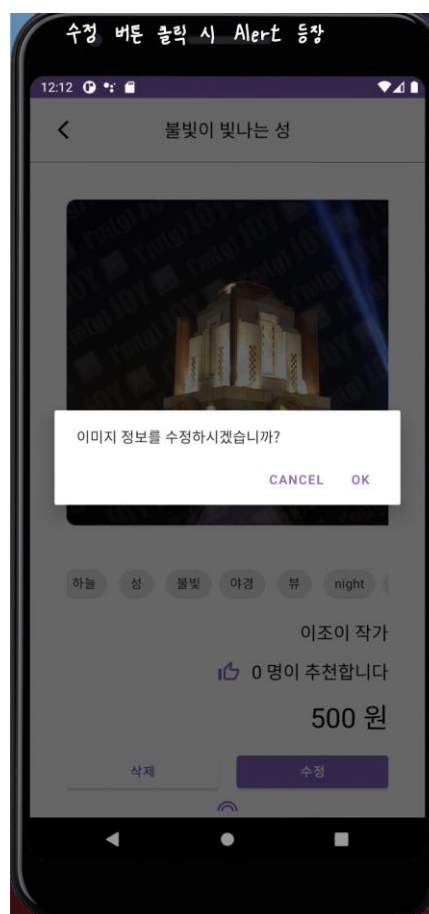 수정 버튼 클릭 시 Alert 등장
12:12
불빛이 빛나는 성
I'm(g) JOY
I'm(g) JOY
I'm(g) JOY
이미지 정보를 수정하시겠습니까?
CANCEL OK
하늘 성 불빛 야경 뷰 night
이조이 작가
0 명이 추천합니다
500 원
삭제 수정